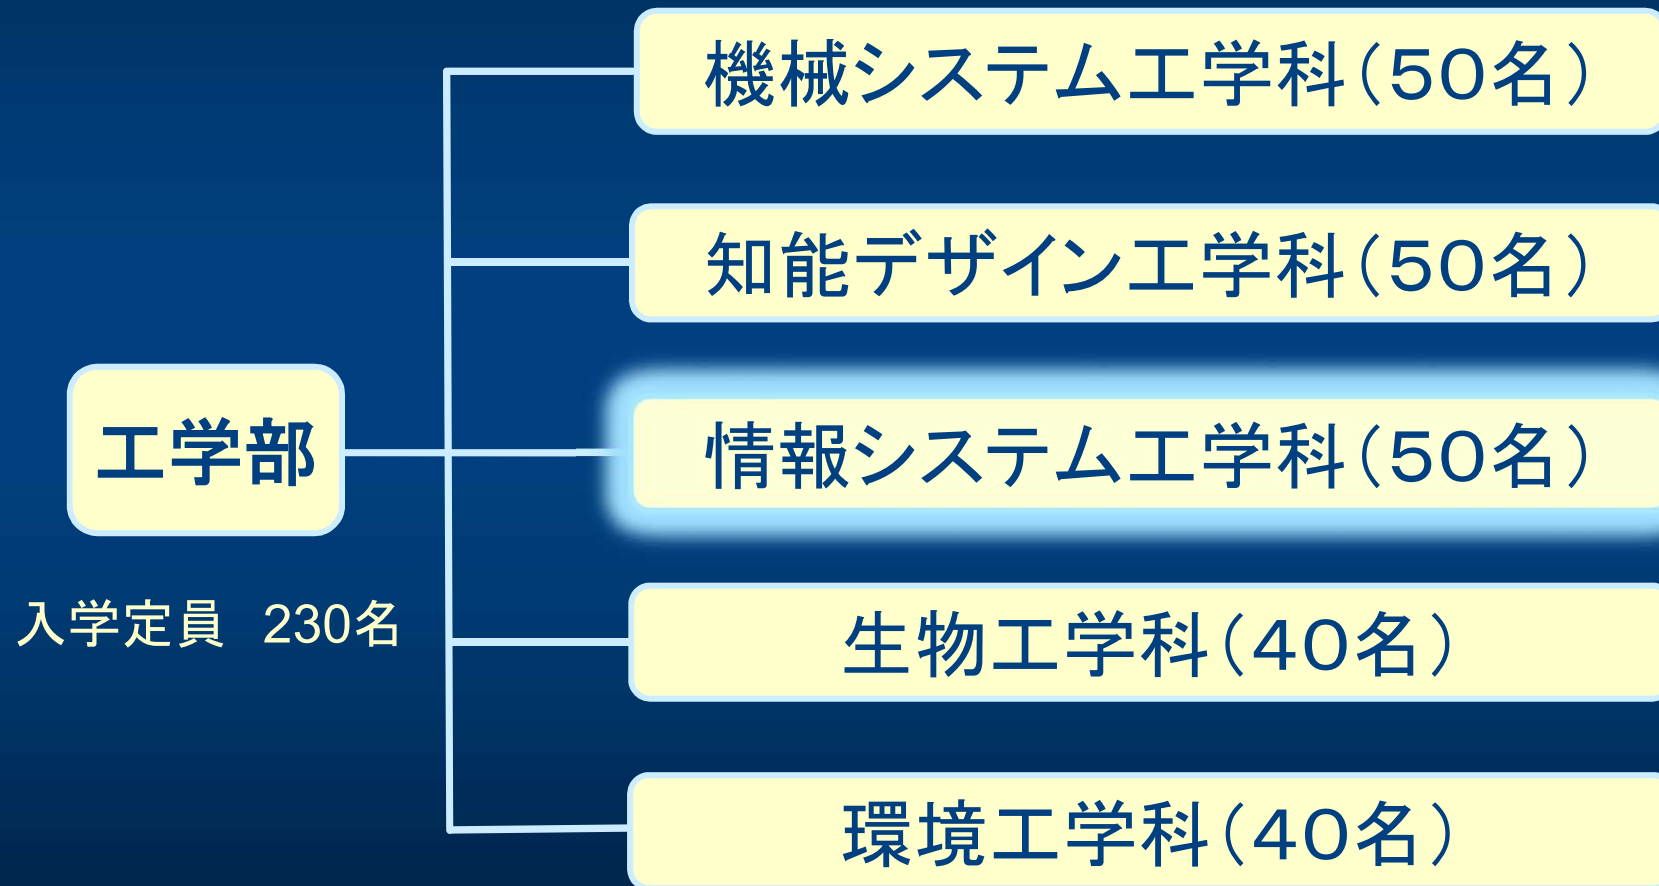 機械システム工学科（５０名）
知能デザイン工学科（５０名）
情報システム工学科（５０名）
工学部
入学定員　230名
生物工学科（４０名）
環境工学科（４０名）